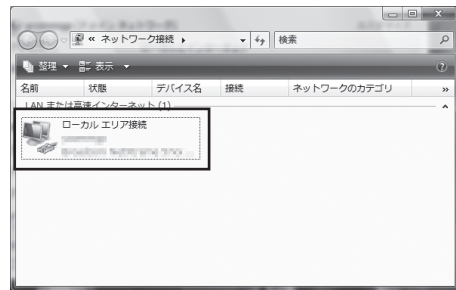 « ネットワーク接続
検索
整理 表示
名前 状態 デバイス名 接続 ネットワークのカテゴリ »
LAN または高速インターネット (1)
ローカル エリア接続